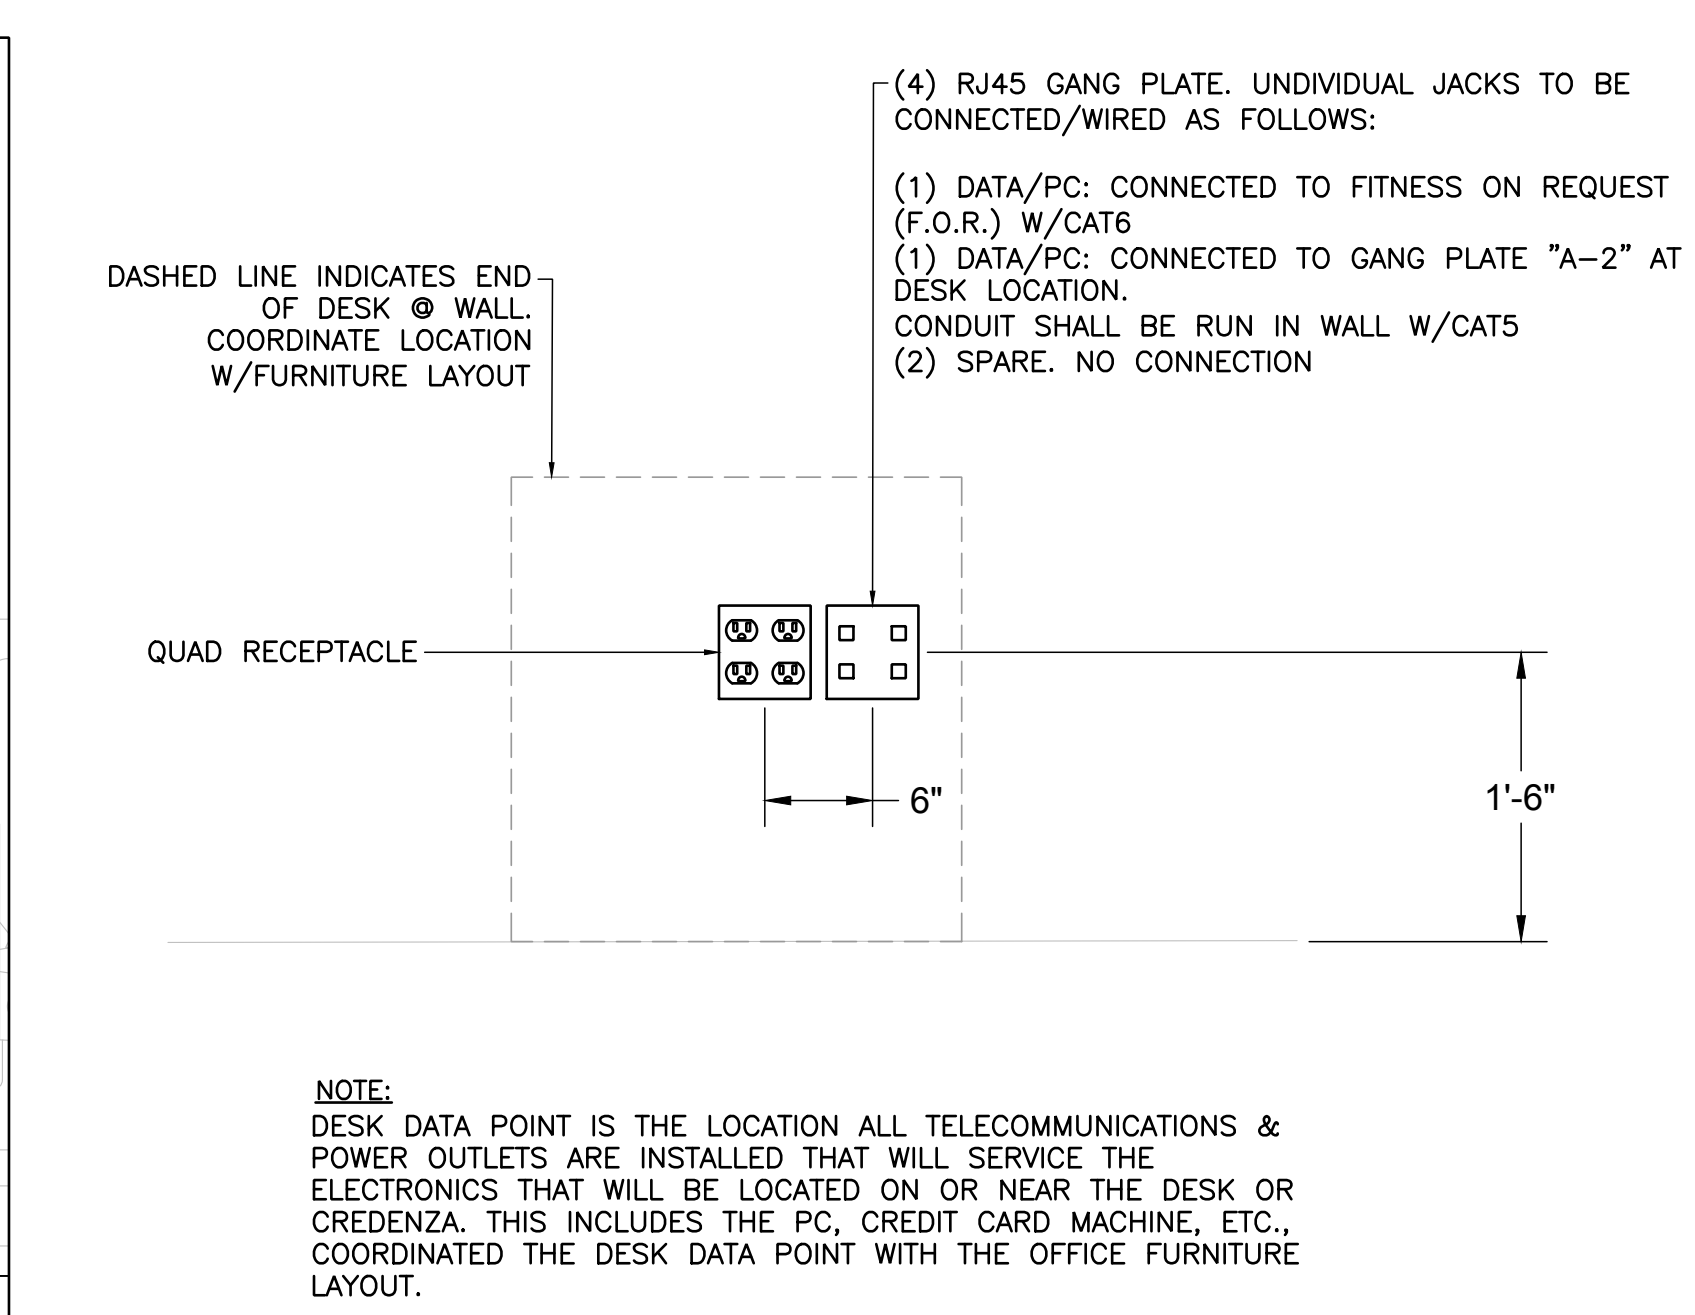 (4) RJ45 GANG PLATE. UNDIVIDUAL JACKS TO BE
CONNECTED/WIRED AS FOLLOWS:
(1) DATA/PC: CONNECTED TO FITNESS ON REQUEST
(F.O.R.) W/CAT6
(1) DATA/PC: CONNECTED TO GANG PLATE "A-2" AT
DESK LOCATION.
CONDUIT SHALL BE RUN IN WALL W/CAT5
(2) SPARE. NO CONNECTION
DASHED LINE INDICATES END
OF DESK @ WALL.
COORDINATE LOCATION
W/FURNITURE LAYOUT
QUAD RECEPTACLE
6"
1'-6"
NOTE:
DESK DATA POINT IS THE LOCATION ALL TELECOMMUNICATIONS &
POWER OUTLETS ARE INSTALLED THAT WILL SERVICE THE
ELECTRONICS THAT WILL BE LOCATED ON OR NEAR THE DESK OR
CREDENZA. THIS INCLUDES THE PC, CREDIT CARD MACHINE, ETC.,
COORDINATED THE DESK DATA POINT WITH THE OFFICE FURNITURE
LAYOUT.